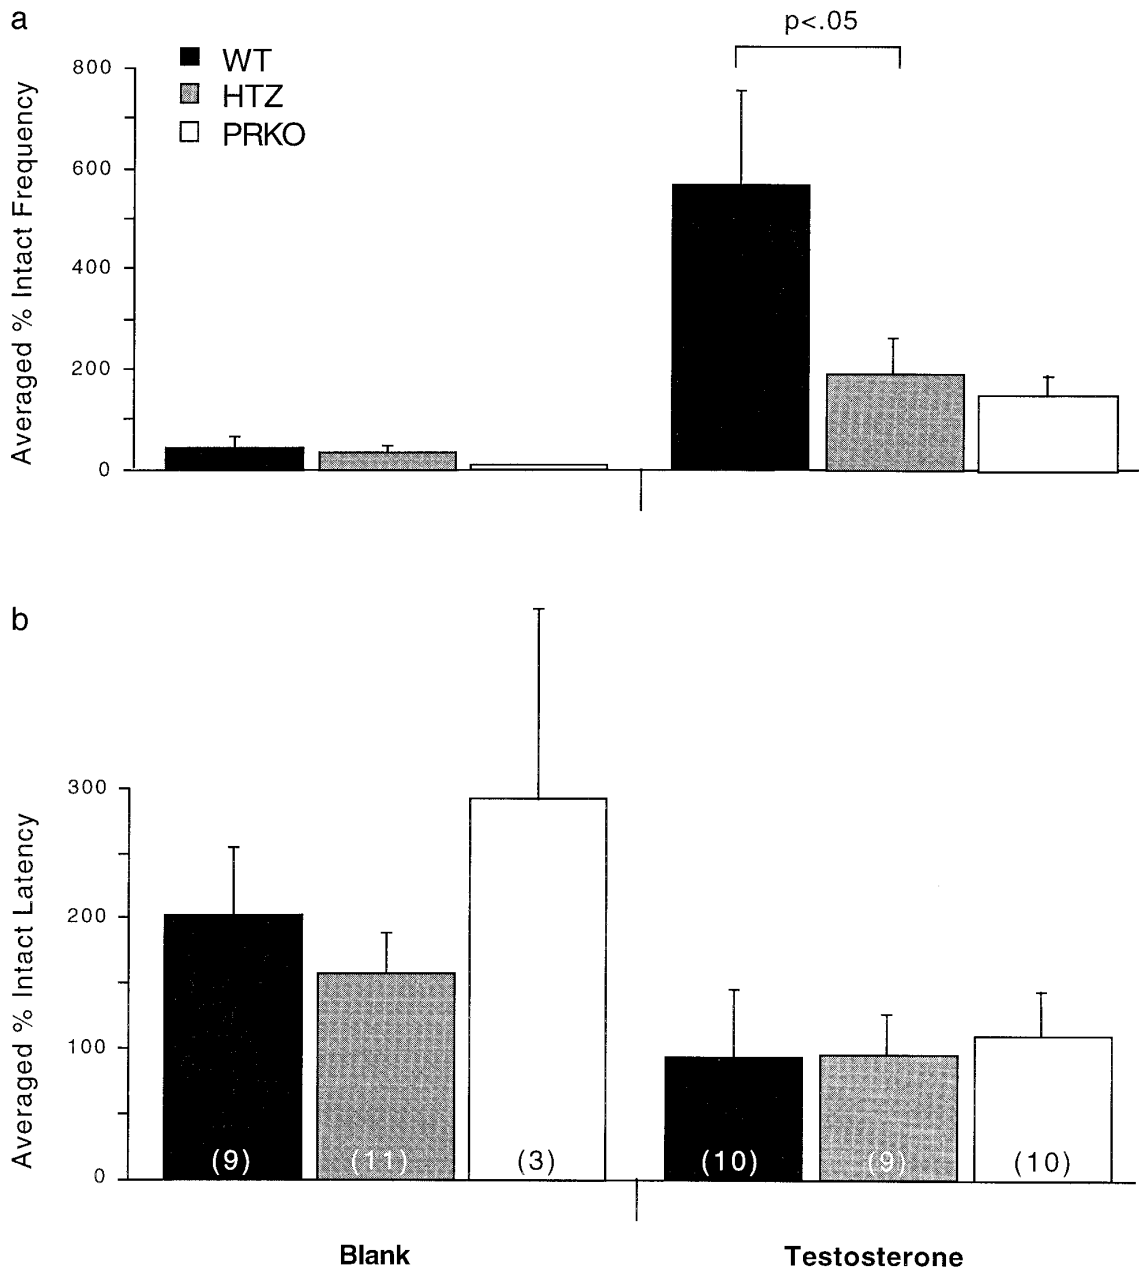 a
p<.05
WT
HTZ
PRKO
Averaged % Intact Frequency
800
600
400
200
0
b
Averaged % Intact Latency
300
200
100
0
(9)
(11)
(3)
(10)
(9)
(10)
Blank
Testosterone